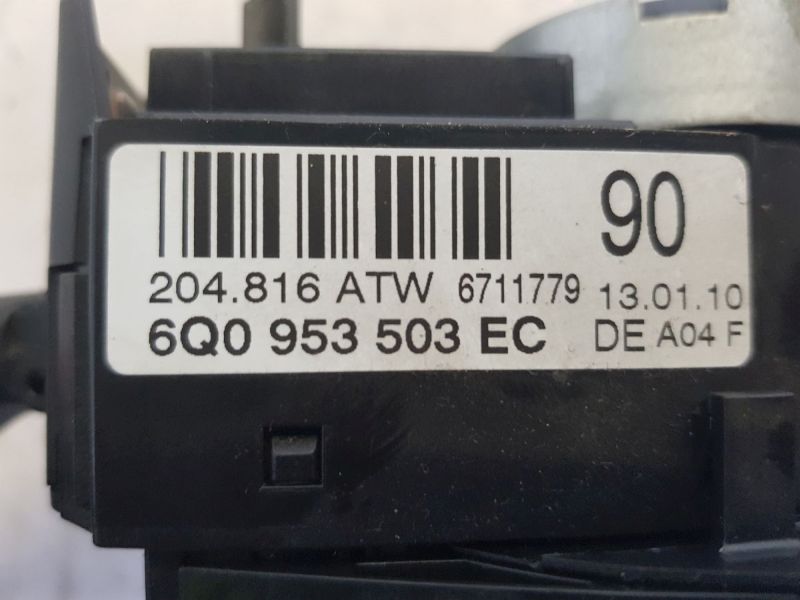 90
204.816 ATW 6711779 13.01.10
6Q0 953 503 EC DE A04 F